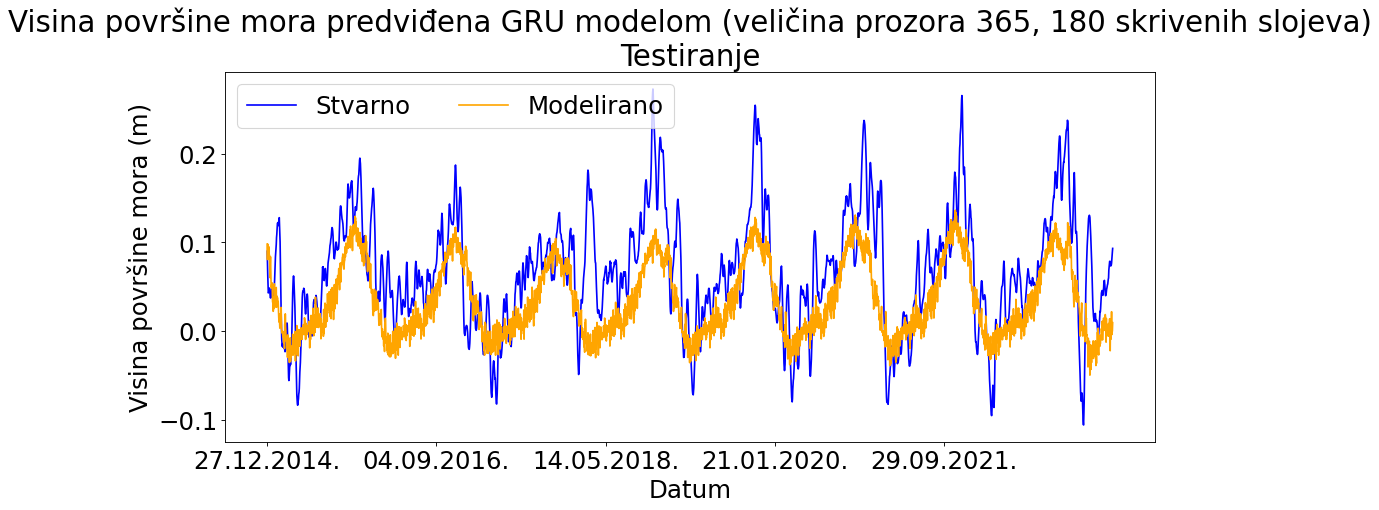 Visina površine mora predviđena GRU modelom (veličina prozora 365, 180 skrivenih slojeva)
Testiranje
Stvarno Modelirano
Visina površine mora (m)
0.2
0.1
0.0
−0.1
27.12.2014. 04.09.2016. 14.05.2018. 21.01.2020. 29.09.2021.
Datum